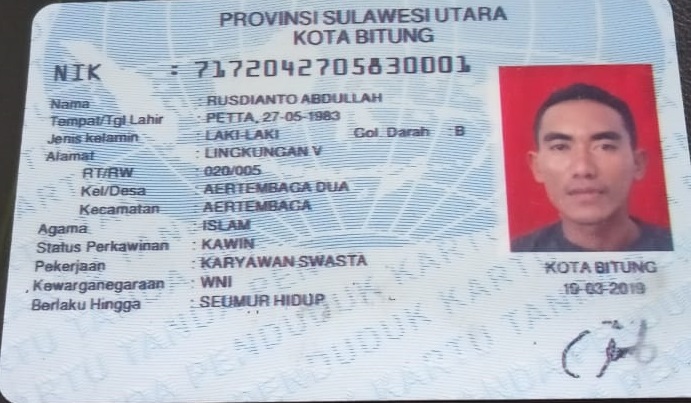 PROVINSI SULAWESI UTARA
KOTA BITUNG
NIK : 7172042705830001
Nama : RUSDIANTO ABDULLAH
Tempat/Tgl Lahir : PETTA, 27-05-1983
Jenis kelamin : LAKI-LAKI Gol. Darah : B
Alamat : LINGKUNGAN V
RT/RW : 020/005
Kel/Desa : AERTEMBAGA DUA
Kecamatan : AERTEMBAGA
Agama : ISLAM
Status Perkawinan : KAWIN
Pekerjaan : KARYAWAN SWASTA
Kewarganegaraan : WNI
Berlaku Hingga : SEUMUR HIDUP
KOTA BITUNG
19-03-2019